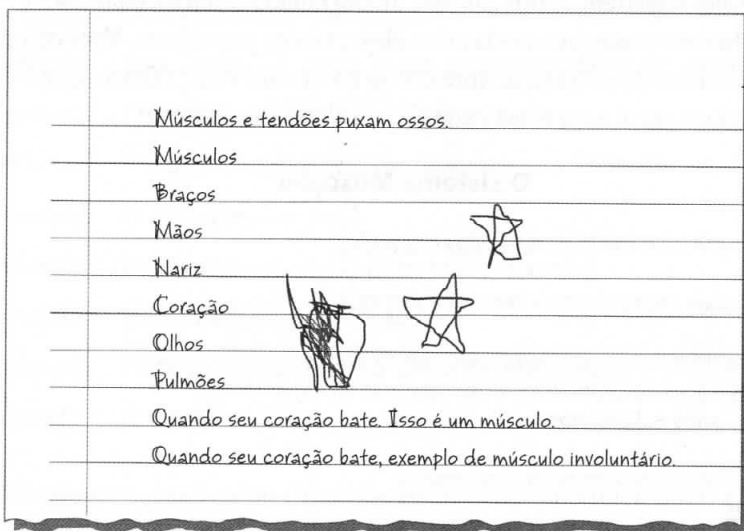 Músculos e tendões puxam ossos.
Músculos
Braços
Mãos
Nariz
Coração
Olhos
Pulmões
Quando seu coração bate. Isso é um músculo.
Quando seu coração bate, exemplo de músculo involuntário.